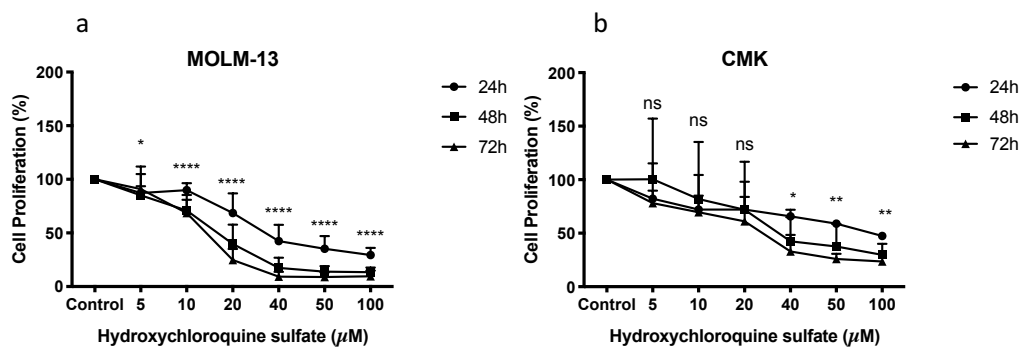 a
MOLM-13
200
150
100
50
0
Cell Proliferation (%)
*
****
****
****
****
****
24h
48h
72h
Control 5 10 20 40 50 100
Hydroxychloroquine sulfate (μM)
b
CMK
200
150
100
50
0
Cell Proliferation (%)
ns
ns
ns
*
**
**
24h
48h
72h
Control 5 10 20 40 50 100
Hydroxychloroquine sulfate (μM)